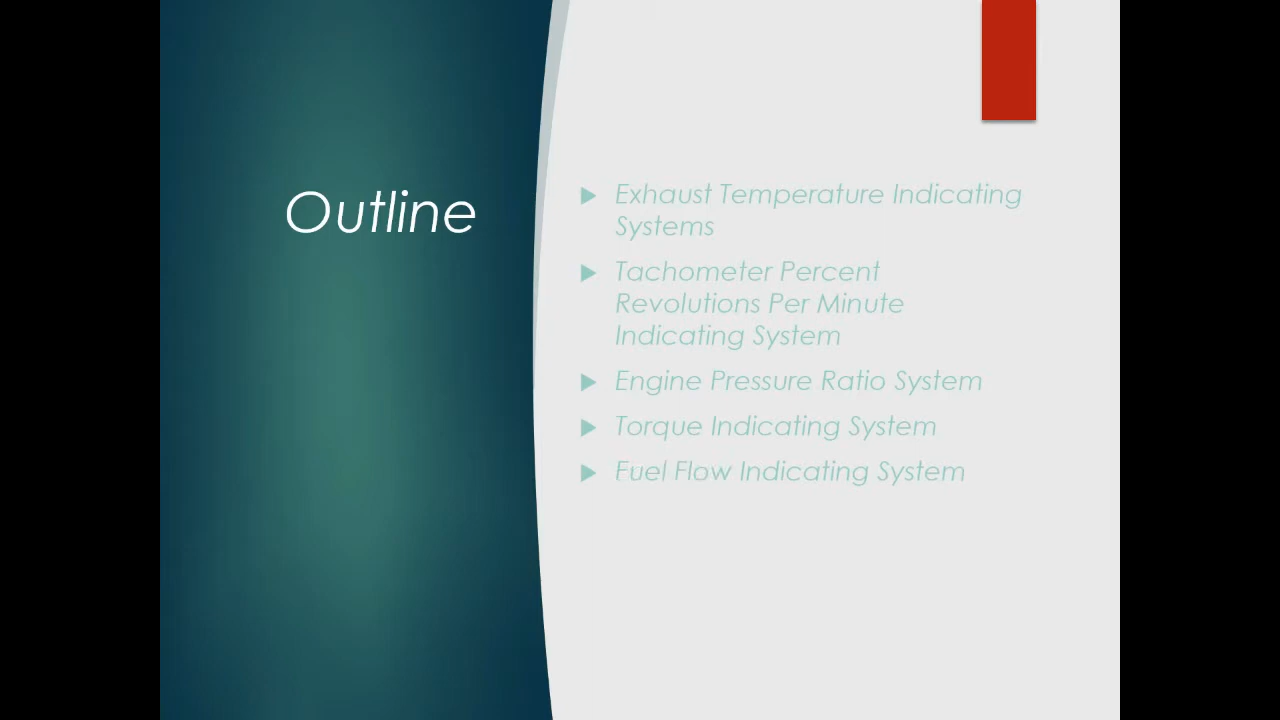 Outline
Exhaust Temperature Indicating
Systems
Tachometer Percent
Revolutions Per Minute
Indicating System
Engine Pressure Ratio System
Torque Indicating System
Fuel Flow Indicating System